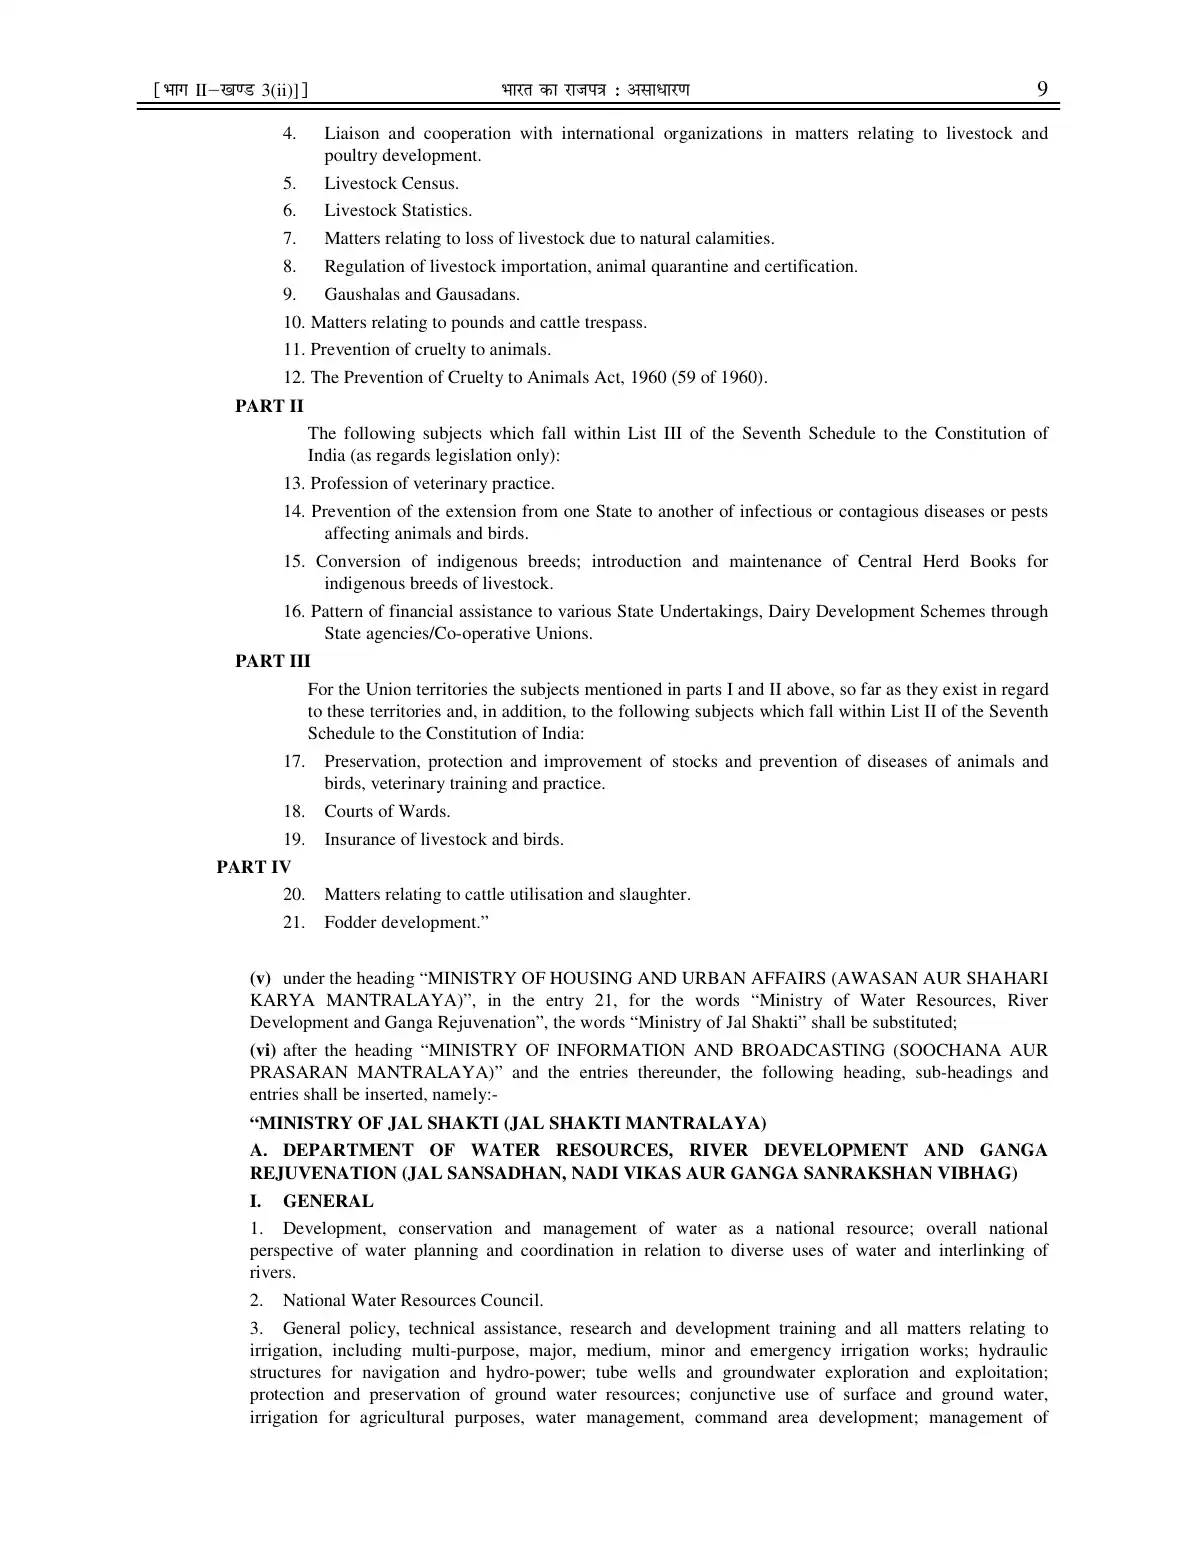 [ भाग II–खण्ड 3(ii)] ] भारत का राजपत्र : असाधारण 9
4. Liaison and cooperation with international organizations in matters relating to livestock and
poultry development.
5. Livestock Census.
6. Livestock Statistics.
7. Matters relating to loss of livestock due to natural calamities.
8. Regulation of livestock importation, animal quarantine and certification.
9. Gaushalas and Gausadans.
10. Matters relating to pounds and cattle trespass.
11. Prevention of cruelty to animals.
12. The Prevention of Cruelty to Animals Act, 1960 (59 of 1960).
PART II
The following subjects which fall within List III of the Seventh Schedule to the Constitution of
India (as regards legislation only):
13. Profession of veterinary practice.
14. Prevention of the extension from one State to another of infectious or contagious diseases or pests
affecting animals and birds.
15. Conversion of indigenous breeds; introduction and maintenance of Central Herd Books for
indigenous breeds of livestock.
16. Pattern of financial assistance to various State Undertakings, Dairy Development Schemes through
State agencies/Co-operative Unions.
PART III
For the Union territories the subjects mentioned in parts I and II above, so far as they exist in regard
to these territories and, in addition, to the following subjects which fall within List II of the Seventh
Schedule to the Constitution of India:
17. Preservation, protection and improvement of stocks and prevention of diseases of animals and
birds, veterinary training and practice.
18. Courts of Wards.
19. Insurance of livestock and birds.
PART IV
20. Matters relating to cattle utilisation and slaughter.
21. Fodder development.”
(v) under the heading “MINISTRY OF HOUSING AND URBAN AFFAIRS (AWASAN AUR SHAHARI
KARYA MANTRALAYA)”, in the entry 21, for the words “Ministry of Water Resources, River
Development and Ganga Rejuvenation”, the words “Ministry of Jal Shakti” shall be substituted;
(vi) after the heading “MINISTRY OF INFORMATION AND BROADCASTING (SOOCHANA AUR
PRASARAN MANTRALAYA)” and the entries thereunder, the following heading, sub-headings and
entries shall be inserted, namely:-
“MINISTRY OF JAL SHAKTI (JAL SHAKTI MANTRALAYA)
A. DEPARTMENT OF WATER RESOURCES, RIVER DEVELOPMENT AND GANGA
REJUVENATION (JAL SANSADHAN, NADI VIKAS AUR GANGA SANRAKSHAN VIBHAG)
I. GENERAL
1. Development, conservation and management of water as a national resource; overall national
perspective of water planning and coordination in relation to diverse uses of water and interlinking of
rivers.
2. National Water Resources Council.
3. General policy, technical assistance, research and development training and all matters relating to
irrigation, including multi-purpose, major, medium, minor and emergency irrigation works; hydraulic
structures for navigation and hydro-power; tube wells and groundwater exploration and exploitation;
protection and preservation of ground water resources; conjunctive use of surface and ground water,
irrigation for agricultural purposes, water management, command area development; management of